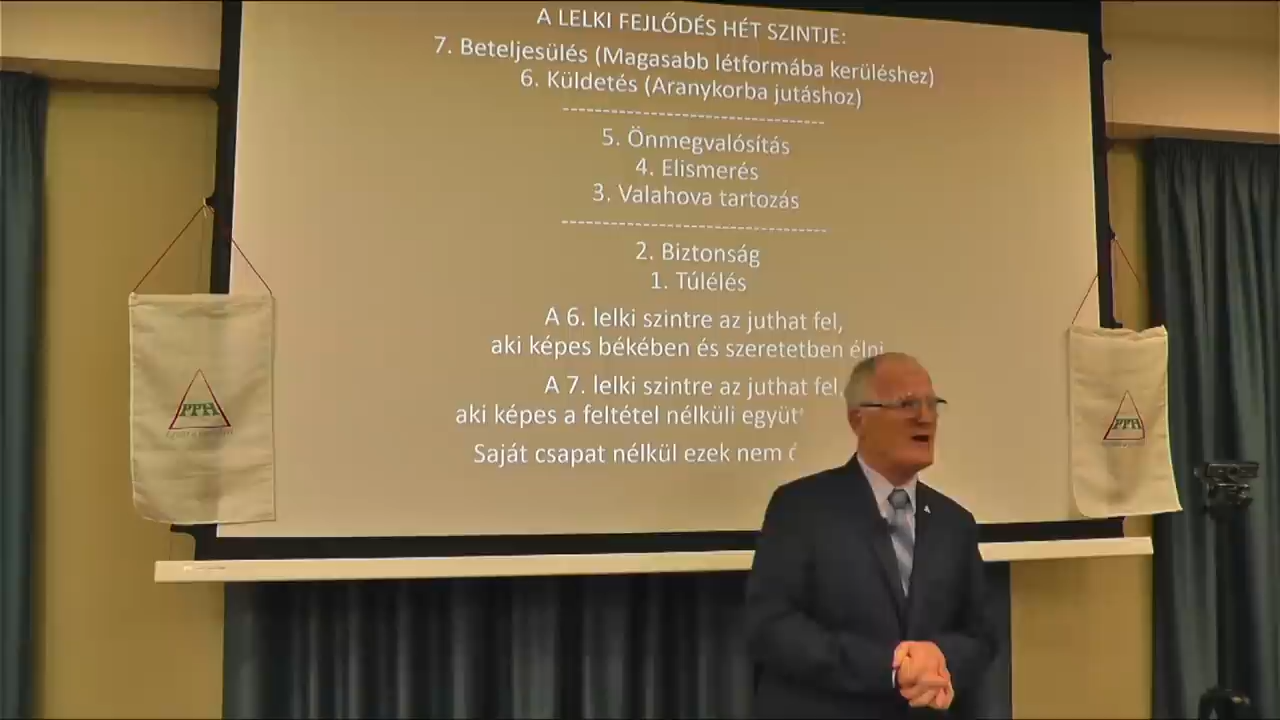 A LELKI FEJLŐDÉS HÉT SZINTJE:
7. Beteljesülés (Magasabb létformába kerüléshez)
6. Küldetés (Aranykorba jutáshoz)
--------------------------------
5. Önmegvalósítás
4. Elismerés
3. Valahova tartozás
--------------------------------
2. Biztonság
1. Túlélés
A 6. lelki szintre az juthat fel,
aki képes békében és szeretetben élni
A 7. lelki szintre az juthat fel,
aki képes a feltétel nélküli
Saját csapat nélkül ezek nem
PPH
PPH